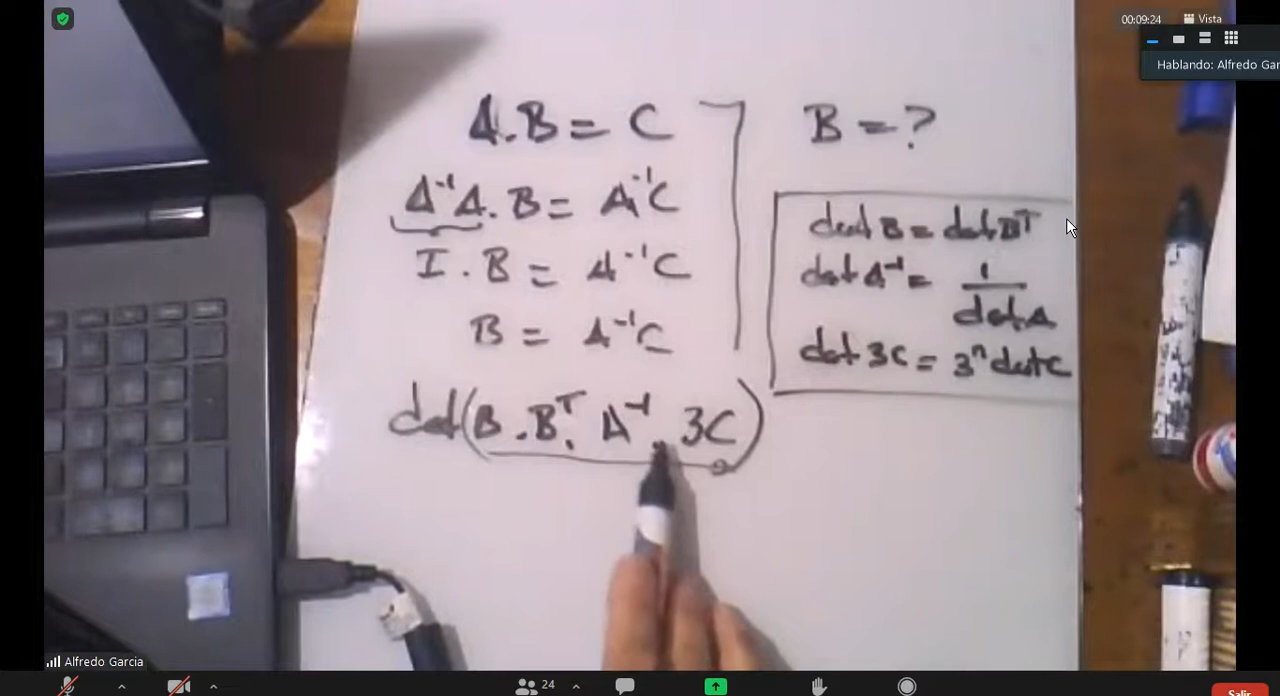 00:09:24 Vista
Hablando: Alfredo Gar
A.B = C
B = ?
A⁻¹A.B = A⁻¹C
I.B = A⁻¹C
B = A⁻¹C
det(B.Bᵀ.A⁻¹.3C)
det B = det Bᵀ
det A⁻¹ = 1/det A
det 3C = 3ⁿ det C
Alfredo Garcia
24
Salir